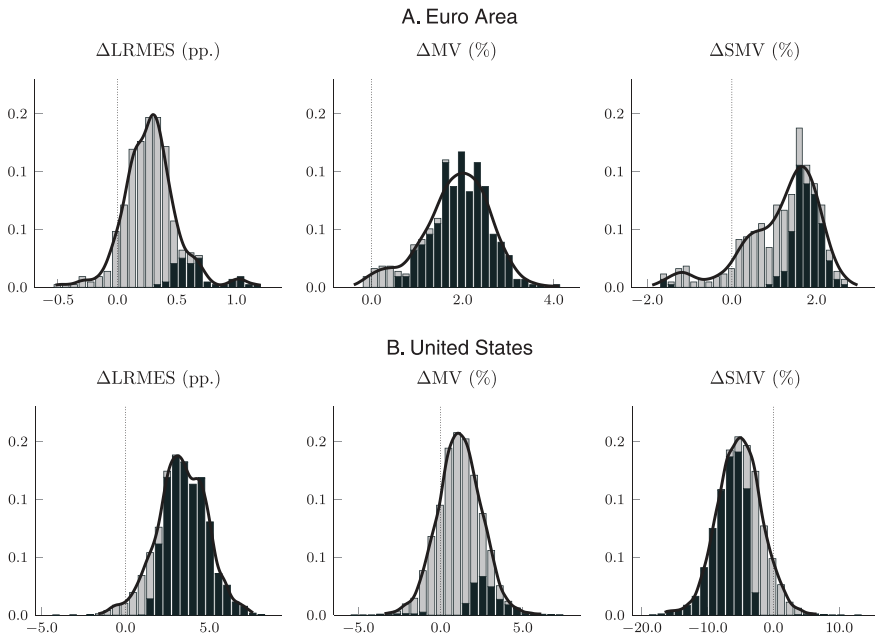 A. Euro Area
ΔLRMES (pp.)
ΔMV (%)
ΔSMV (%)
0.2
0.1
0.1
0.0
−0.5 0.0 0.5 1.0
0.2
0.1
0.1
0.0
0.0 2.0 4.0
0.2
0.1
0.1
0.0
−2.0 0.0 2.0
B. United States
ΔLRMES (pp.)
ΔMV (%)
ΔSMV (%)
0.2
0.1
0.1
0.0
−5.0 0.0 5.0
0.2
0.1
0.1
0.0
−5.0 0.0 5.0
0.2
0.1
0.1
0.0
−20.0 −10.0 0.0 10.0